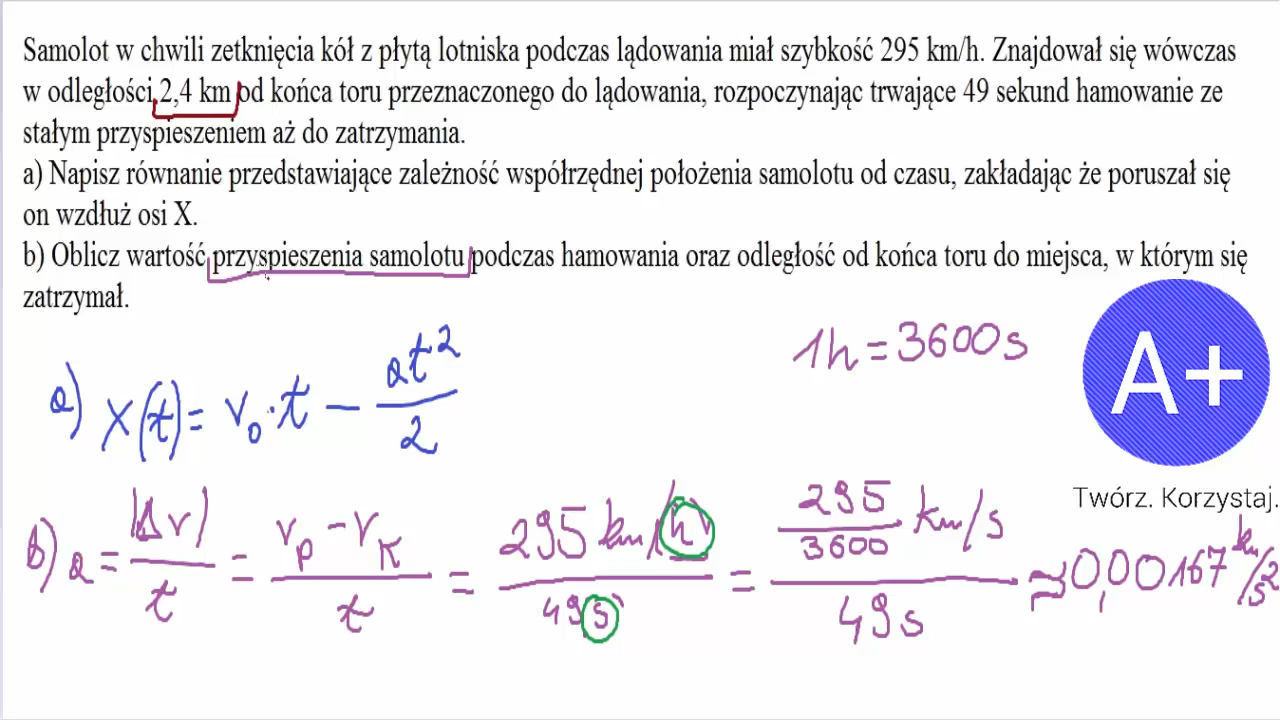 Samolot w chwili zetknięcia kół z płytą lotniska podczas lądowania miał szybkość 295 km/h. Znajdował się wówczas
w odległości 2,4 km od końca toru przeznaczonego do lądowania, rozpoczynając trwające 49 sekund hamowanie ze
stałym przyspieszeniem aż do zatrzymania.
a) Napisz równanie przedstawiające zależność współrzędnej położenia samolotu od czasu, zakładając że poruszał się
on wzdłuż osi X.
b) Oblicz wartość przyspieszenia samolotu podczas hamowania oraz odległość od końca toru do miejsca, w którym się
zatrzymał.
1h = 3600s
A+
Twórz. Korzystaj.
a) x(t) = v₀·t − at²/2
b) a = |Δv|/t = (vₚ − vₖ)/t = (295 km/h)/(49s) = (295/3600 km/s)/(49s) ≈ 0,00167 km/s²